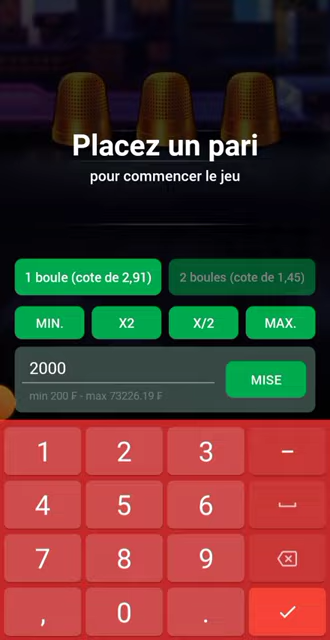 Placez un pari
pour commencer le jeu
1 boule (cote de 2,91)
2 boules (cote de 1,45)
MIN.
X2
X/2
MAX.
2000
MISE
min 200 ₣ - max 73226.19 ₣
1 2 3 −
4 5 6
7 8 9
, 0 .